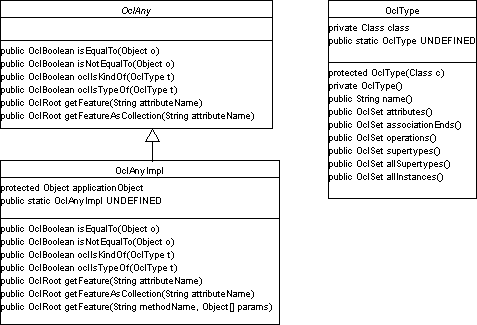 OclAny
public OclBoolean isEqualTo(Object o)
public OclBoolean isNotEqualTo(Object o)
public OclBoolean oclIsKindOf(OclType t)
public OclBoolean oclIsTypeOf(OclType t)
public OclRoot getFeature(String attributeName)
public OclRoot getFeatureAsCollection(String attributeName)
OclAnyImpl
protected Object applicationObject
public static OclAnyImpl UNDEFINED
public OclBoolean isEqualTo(Object o)
public OclBoolean isNotEqualTo(Object o)
public OclBoolean oclIsKindOf(OclType t)
public OclBoolean oclIsTypeOf(OclType t)
public OclRoot getFeature(String attributeName)
public OclRoot getFeatureAsCollection(String attributeName)
public OclRoot getFeature(String methodName, Object[] params)
OclType
private Class class
public static OclType UNDEFINED
protected OclType(Class c)
private OclType()
public String name()
public OclSet attributes()
public OclSet associationEnds()
public OclSet operations()
public OclSet supertypes()
public OclSet allSupertypes()
public OclSet allInstances()